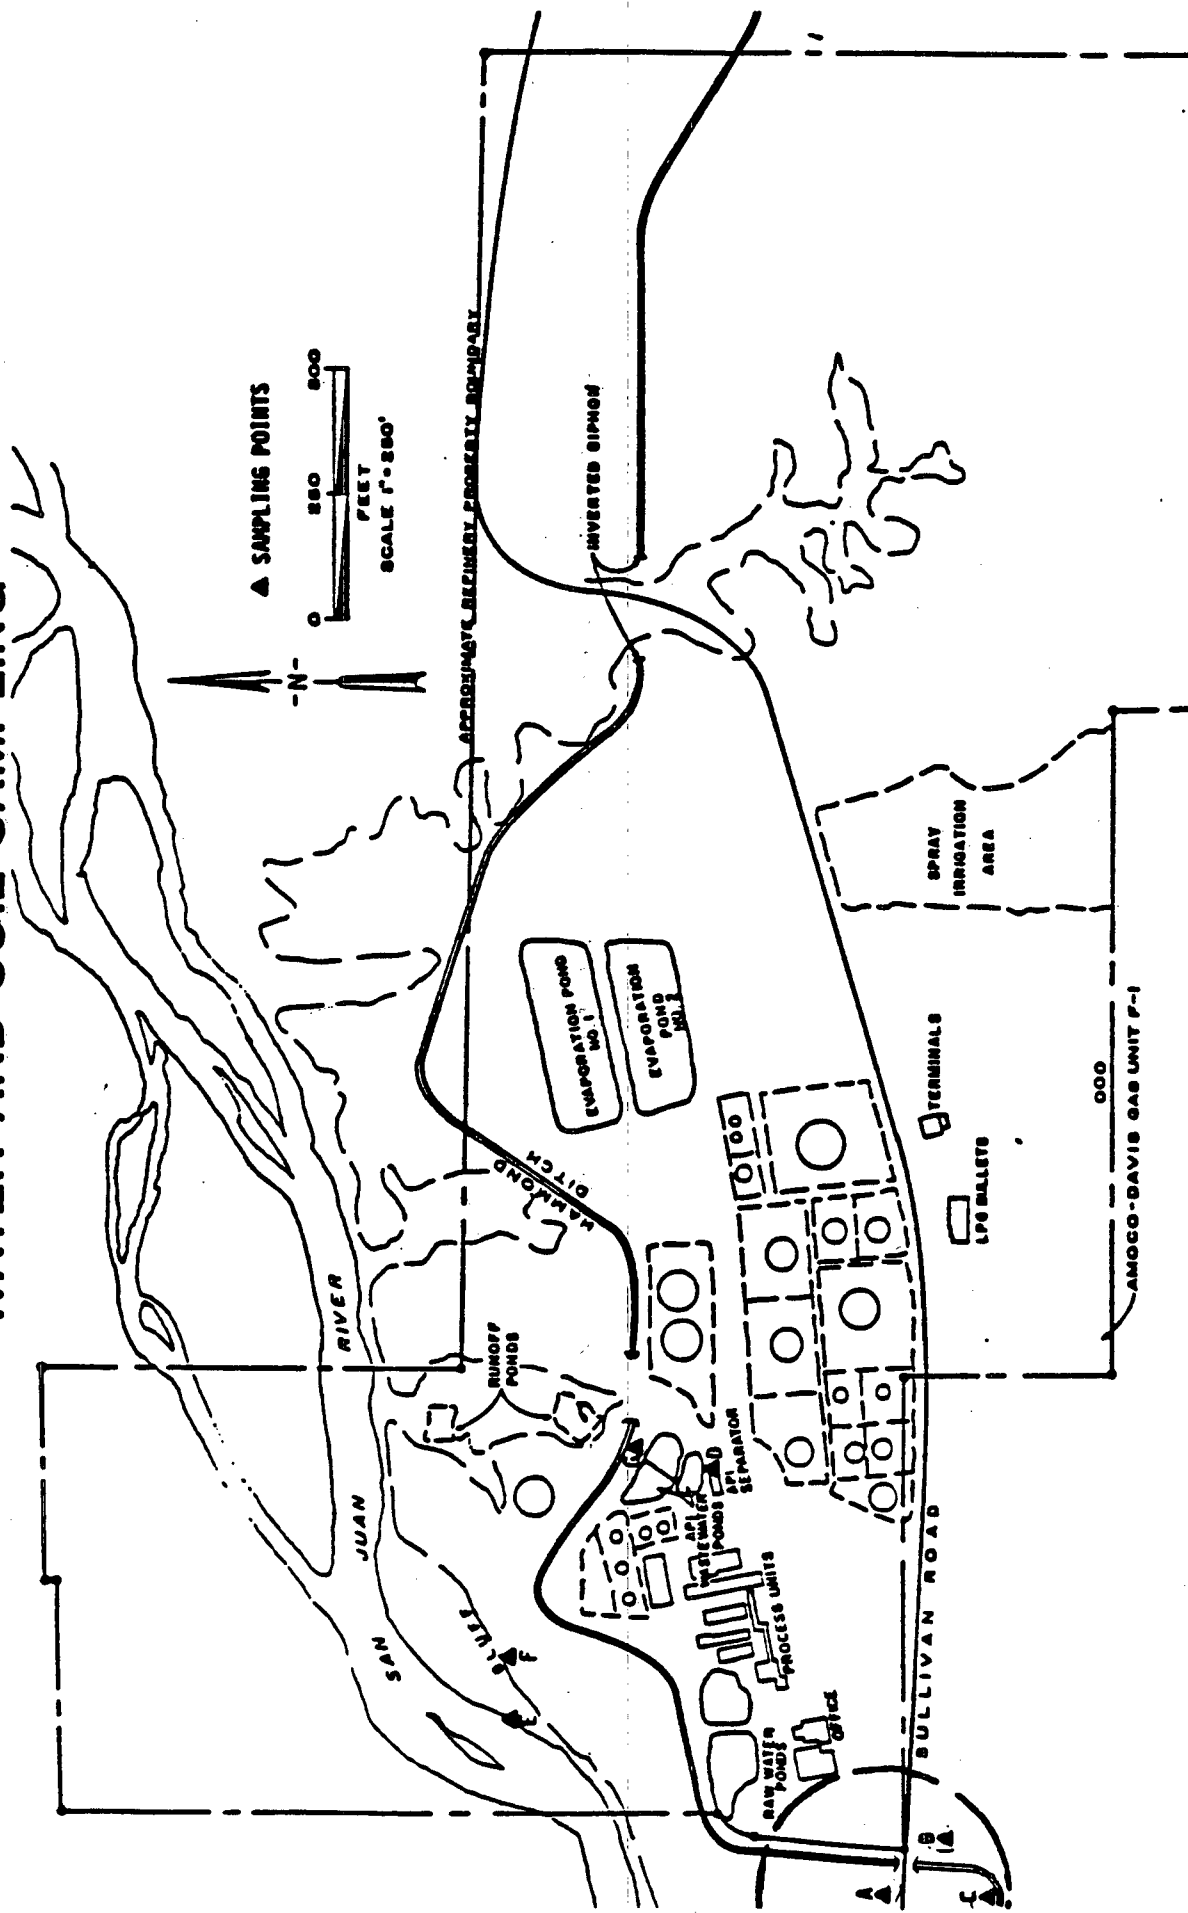 ▲ SAMPLING POINTS
0 250 500
FEET
SCALE 1"=250'
-N-
APPROXIMATE REFINERY PROPERTY BOUNDARY
INVERTED SIPHON
SAN JUAN RIVER
BLUFF
RUNOFF
PONDS
HAMMOND
DITCH
EVAPORATION POND
NO. 1
EVAPORATION
POND
NO. 2
SPRAY
IRRIGATION
AREA
TERMINALS
LPG BULLETS
API
SEPARATOR
API
WASTEWATER
PONDS
PROCESS UNITS
RAW WATER
PONDS
OFFICE
SULLIVAN ROAD
AMOCO-DAVIS GAS UNIT F-1
A
B
C
D
E
F